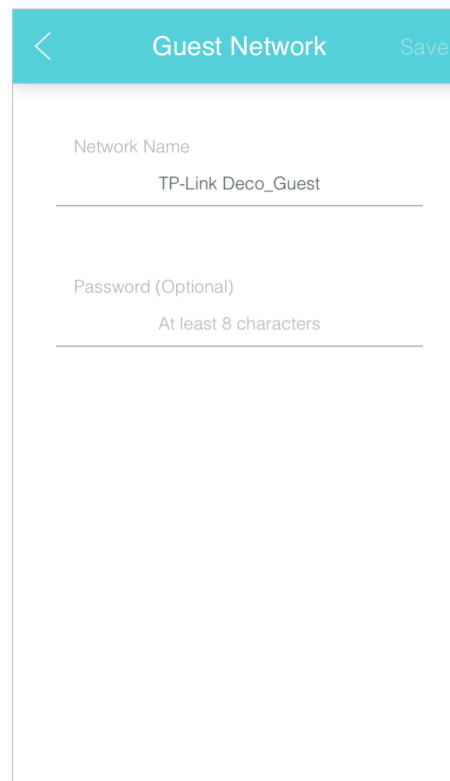 Guest Network Save
Network Name
TP-Link Deco_Guest
Password (Optional)
At least 8 characters